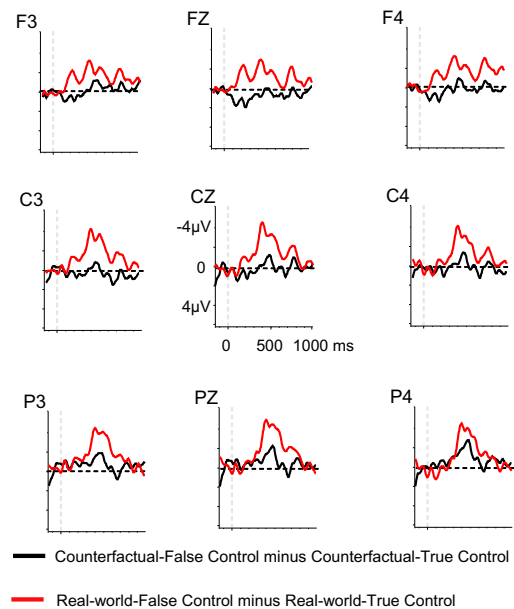 F3 FZ F4
C3 CZ C4
-4µV
0
4µV
0 500 1000 ms
P3 PZ P4
Counterfactual-False Control minus Counterfactual-True Control
Real-world-False Control minus Real-world-True Control